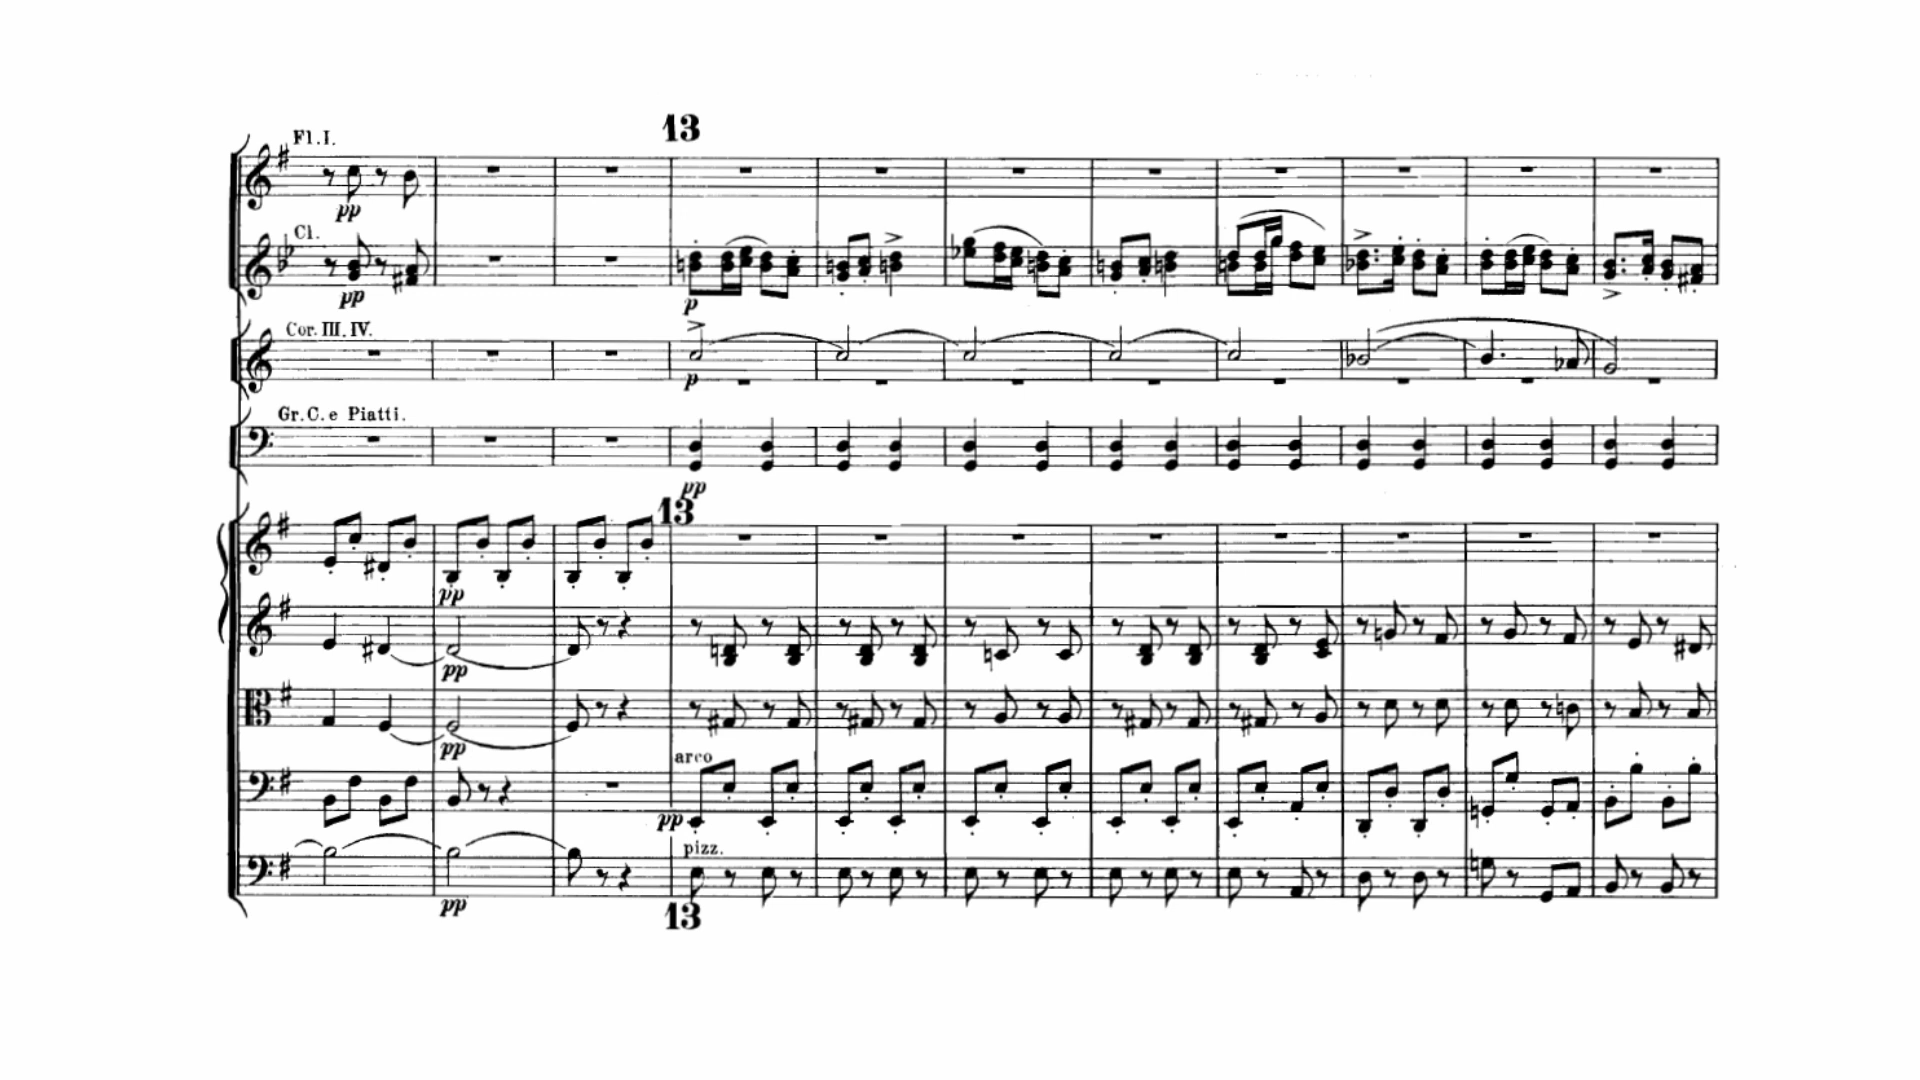 13
Fl.I.
pp
Cl.
pp
p
Cor. III. IV.
p
Gr.C. e Piatti.
pp
13
pp
pp
pp
arco
pp
pizz.
pp
13